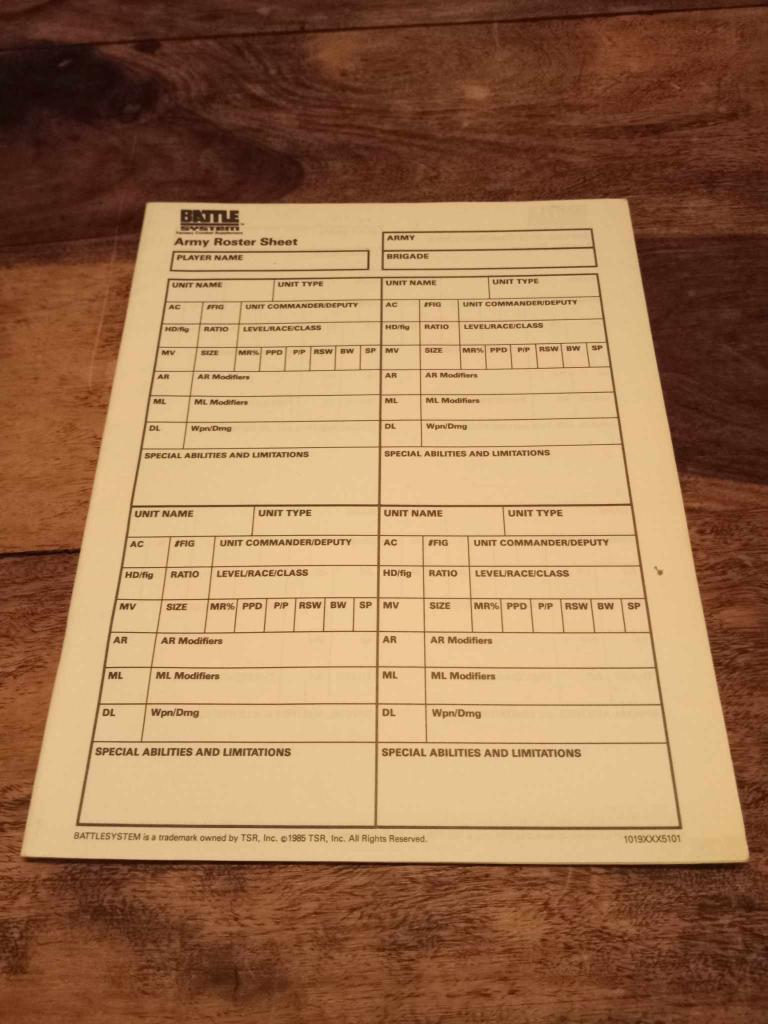 BATTLE
SYSTEM™
Fantasy Combat Supplement
Army Roster Sheet
ARMY
PLAYER NAME
BRIGADE
UNIT NAME UNIT TYPE UNIT NAME UNIT TYPE
AC #FIG UNIT COMMANDER/DEPUTY AC #FIG UNIT COMMANDER/DEPUTY
HD/fig RATIO LEVEL/RACE/CLASS HD/fig RATIO LEVEL/RACE/CLASS
MV SIZE MR% PPD P/P RSW BW SP MV SIZE MR% PPD P/P RSW BW SP
AR AR Modifiers AR AR Modifiers
ML ML Modifiers ML ML Modifiers
DL Wpn/Dmg DL Wpn/Dmg
SPECIAL ABILITIES AND LIMITATIONS SPECIAL ABILITIES AND LIMITATIONS
UNIT NAME UNIT TYPE UNIT NAME UNIT TYPE
AC #FIG UNIT COMMANDER/DEPUTY AC #FIG UNIT COMMANDER/DEPUTY
HD/fig RATIO LEVEL/RACE/CLASS HD/fig RATIO LEVEL/RACE/CLASS
MV SIZE MR% PPD P/P RSW BW SP MV SIZE MR% PPD P/P RSW BW SP
AR AR Modifiers AR AR Modifiers
ML ML Modifiers ML ML Modifiers
DL Wpn/Dmg DL Wpn/Dmg
SPECIAL ABILITIES AND LIMITATIONS SPECIAL ABILITIES AND LIMITATIONS
BATTLESYSTEM is a trademark owned by TSR, Inc. ©1985 TSR, Inc. All Rights Reserved. 1019XXX5101